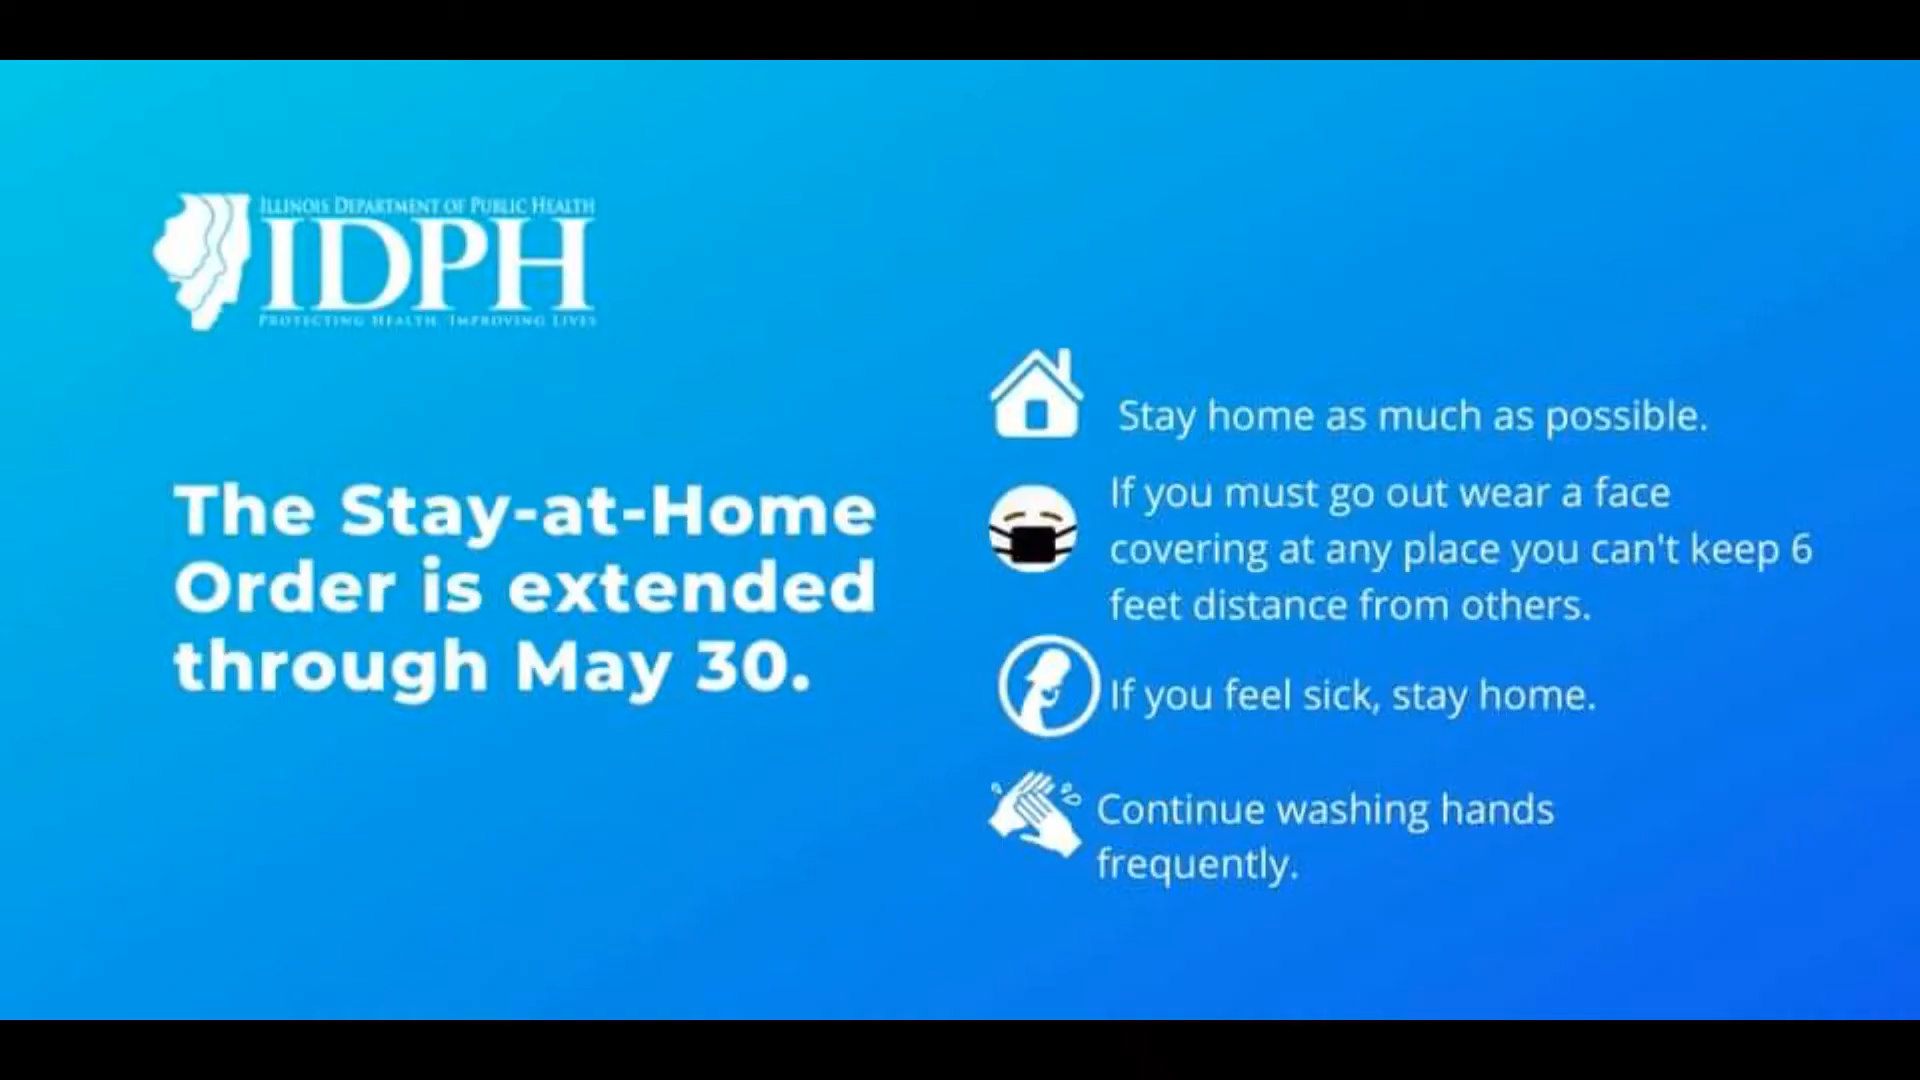 ILLINOIS DEPARTMENT OF PUBLIC HEALTH
IDPH
PROTECTING HEALTH, IMPROVING LIVES
The Stay-at-Home
Order is extended
through May 30.
Stay home as much as possible.
If you must go out wear a face
covering at any place you can't keep 6
feet distance from others.
If you feel sick, stay home.
Continue washing hands
frequently.